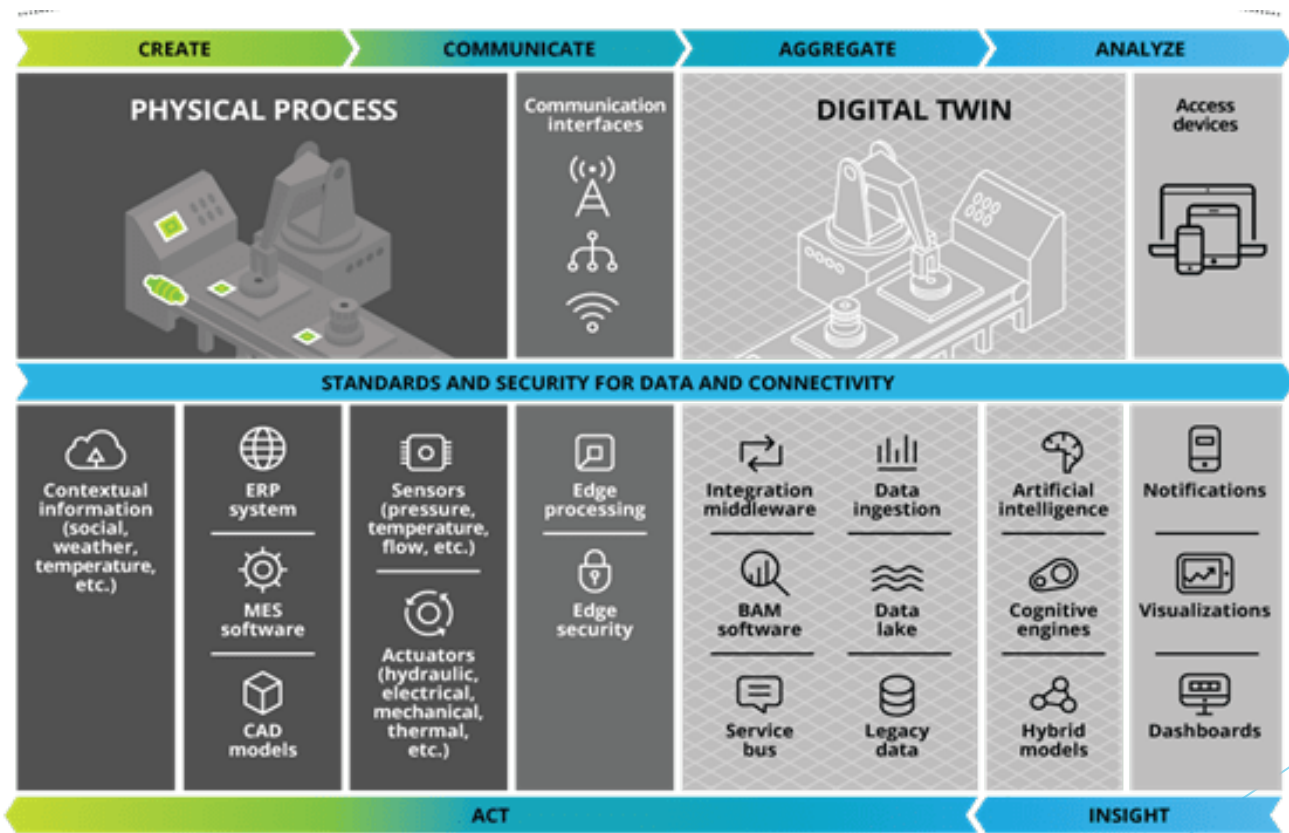 CREATE
COMMUNICATE
AGGREGATE
ANALYZE
PHYSICAL PROCESS
Communication
interfaces
DIGITAL TWIN
Access
devices
STANDARDS AND SECURITY FOR DATA AND CONNECTIVITY
Contextual
information
(social,
weather,
temperature,
etc.)
ERP
system
MES
software
CAD
models
Sensors
(pressure,
temperature,
flow, etc.)
Actuators
(hydraulic,
electrical,
mechanical,
thermal,
etc.)
Edge
processing
Edge
security
Integration
middleware
BAM
software
Service
bus
Data
ingestion
Data
lake
Legacy
data
Artificial
intelligence
Cognitive
engines
Hybrid
models
Notifications
Visualizations
Dashboards
ACT
INSIGHT